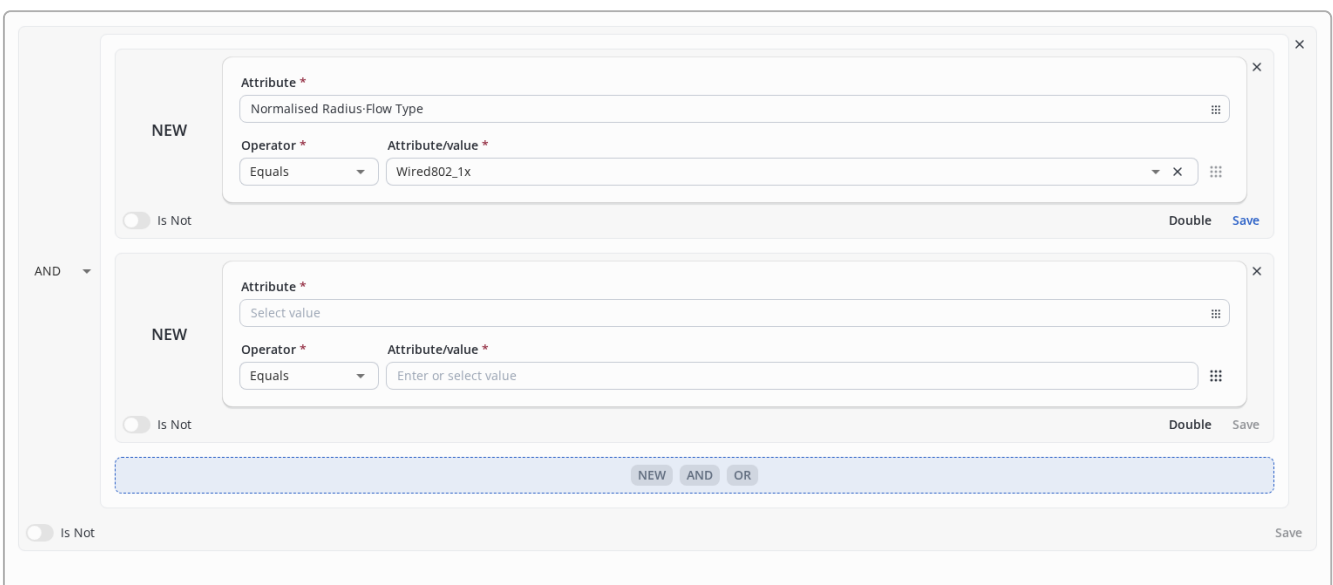 NEW
Attribute *
Normalised Radius·Flow Type
Operator * Attribute/value *
Equals Wired802_1x
Is Not Double Save
AND
NEW
Attribute *
Select value
Operator * Attribute/value *
Equals Enter or select value
Is Not Double Save
NEW AND OR
Is Not Save